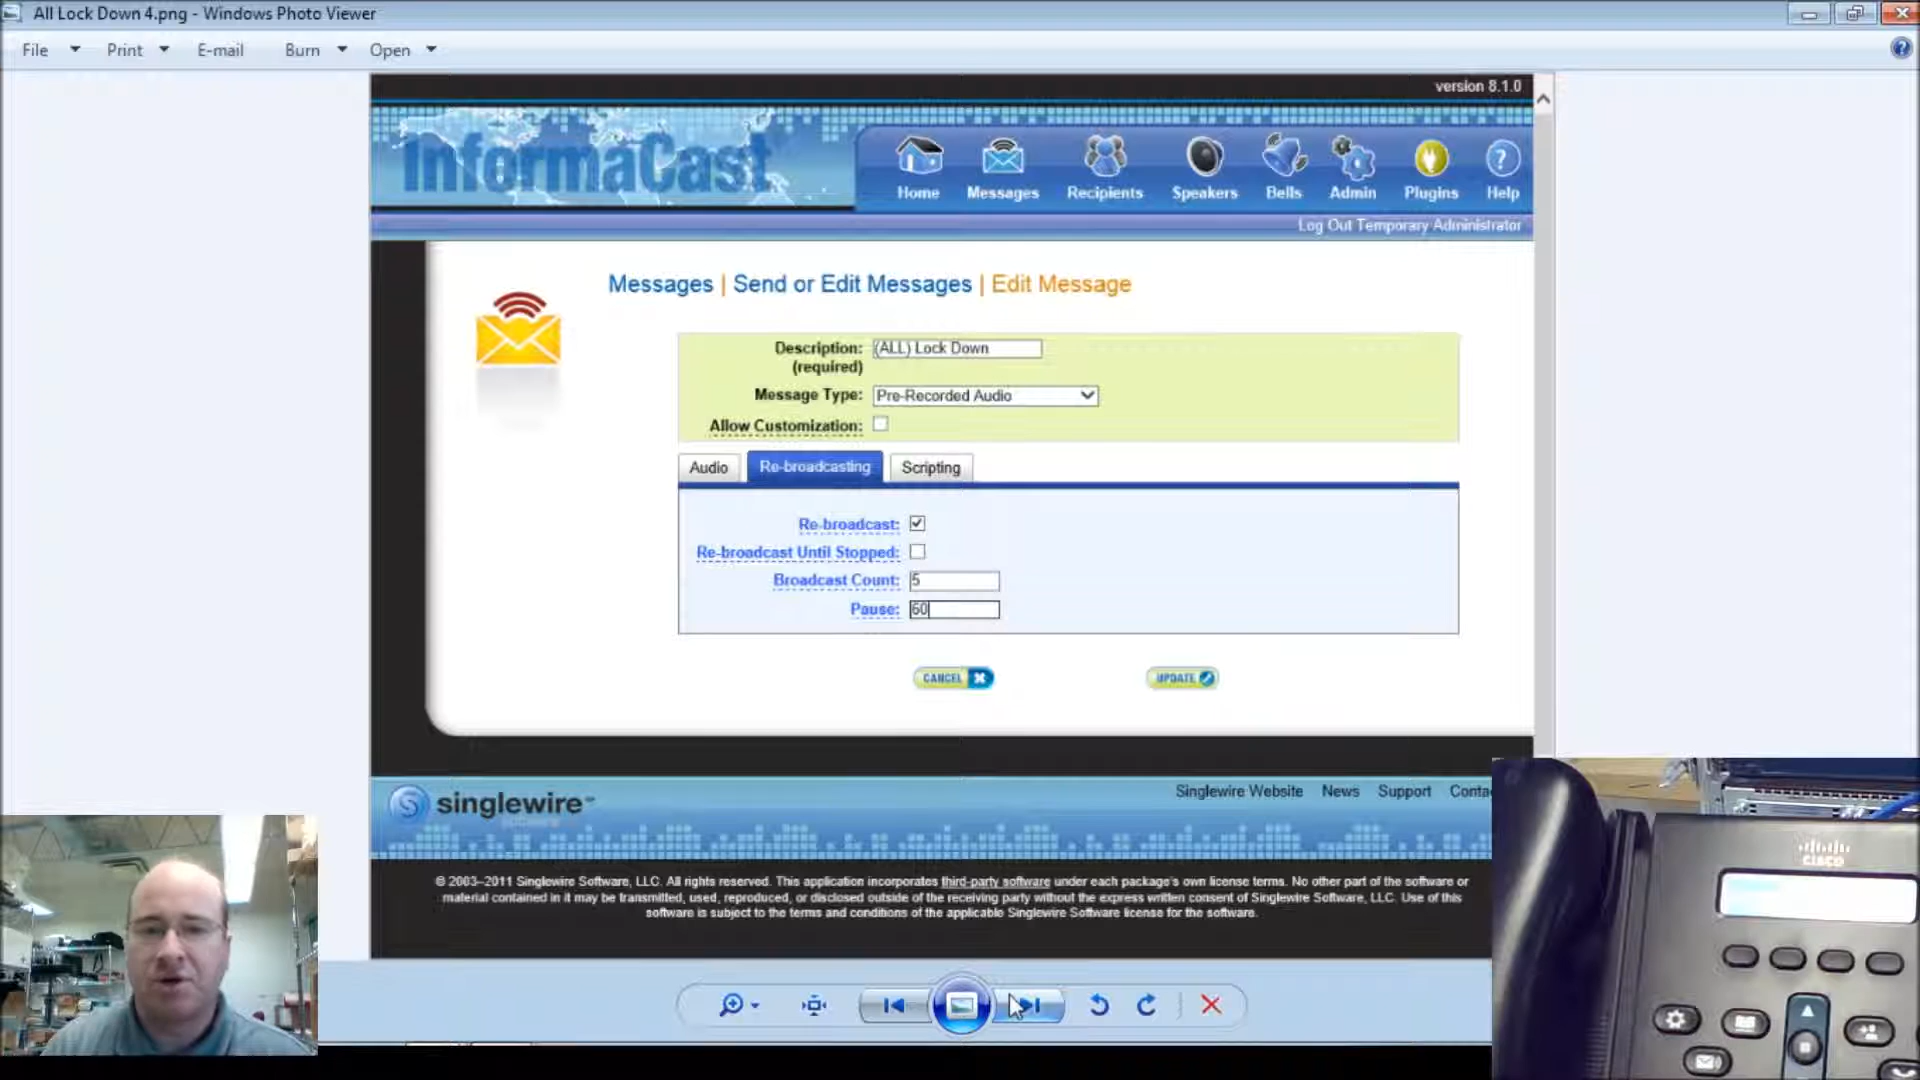 All Lock Down 4.png - Windows Photo Viewer
File Print E-mail Burn Open
version 8.1.0
InformaCast
Home Messages Recipients Speakers Bells Admin Plugins Help
Log Out Temporary Administrator
Messages | Send or Edit Messages | Edit Message
Description: (ALL) Lock Down
(required)
Message Type: Pre-Recorded Audio
Allow Customization:
Audio Re-broadcasting Scripting
Re-broadcast:
Re-broadcast Until Stopped:
Broadcast Count: 5
Pause: 60
CANCEL UPDATE
singlewire
Singlewire Website News Support Conta
© 2003–2011 Singlewire Software, LLC. All rights reserved. This application incorporates third-party software under each package's own license terms. No other part of the software or
material contained in it may be transmitted, used, reproduced, or disclosed outside of the receiving party without the express written consent of Singlewire Software, LLC. Use of this
software is subject to the terms and conditions of the applicable Singlewire Software license for the software.
CISCO